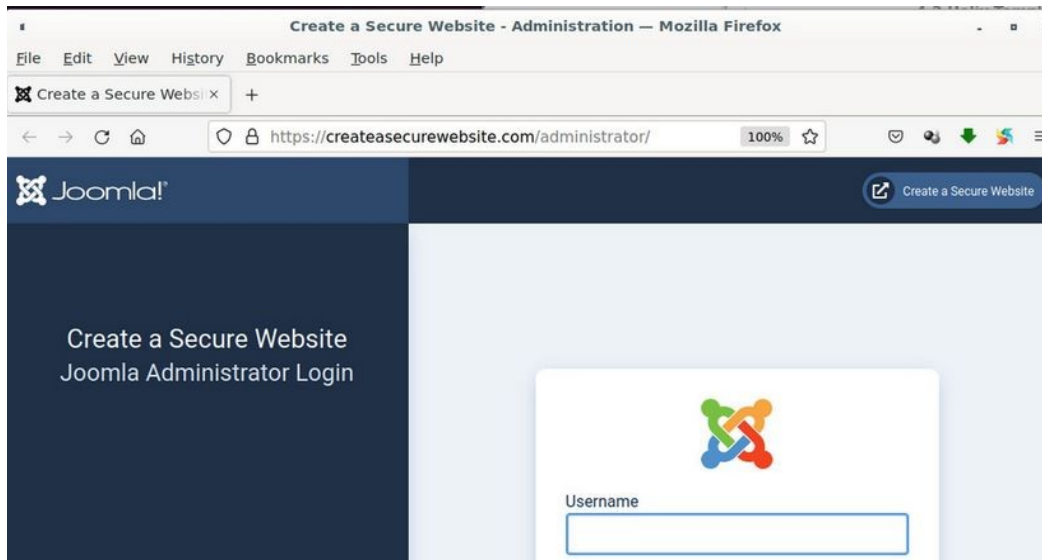 Create a Secure Website - Administration — Mozilla Firefox
File Edit View History Bookmarks Tools Help
Create a Secure Websi
https://createasecurewebsite.com/administrator/ 100%
Joomla!®
Create a Secure Website
Create a Secure Website
Joomla Administrator Login
Username